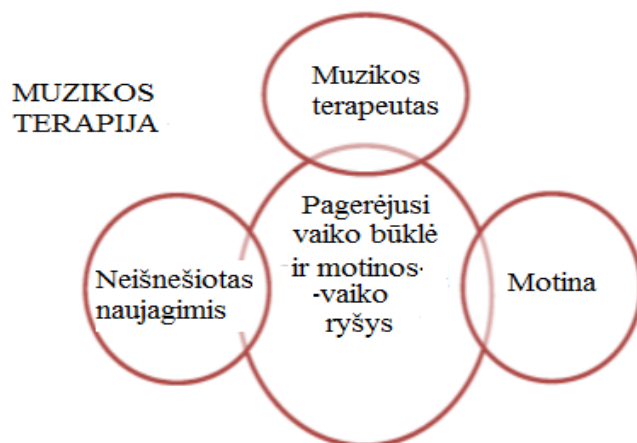 MUZIKOS
TERAPIJA
Muzikos
terapeutas
Pagerėjusi
vaiko būklė
ir motinos-
-vaiko
ryšys
Neišnešiotas
naujagimis
Motina